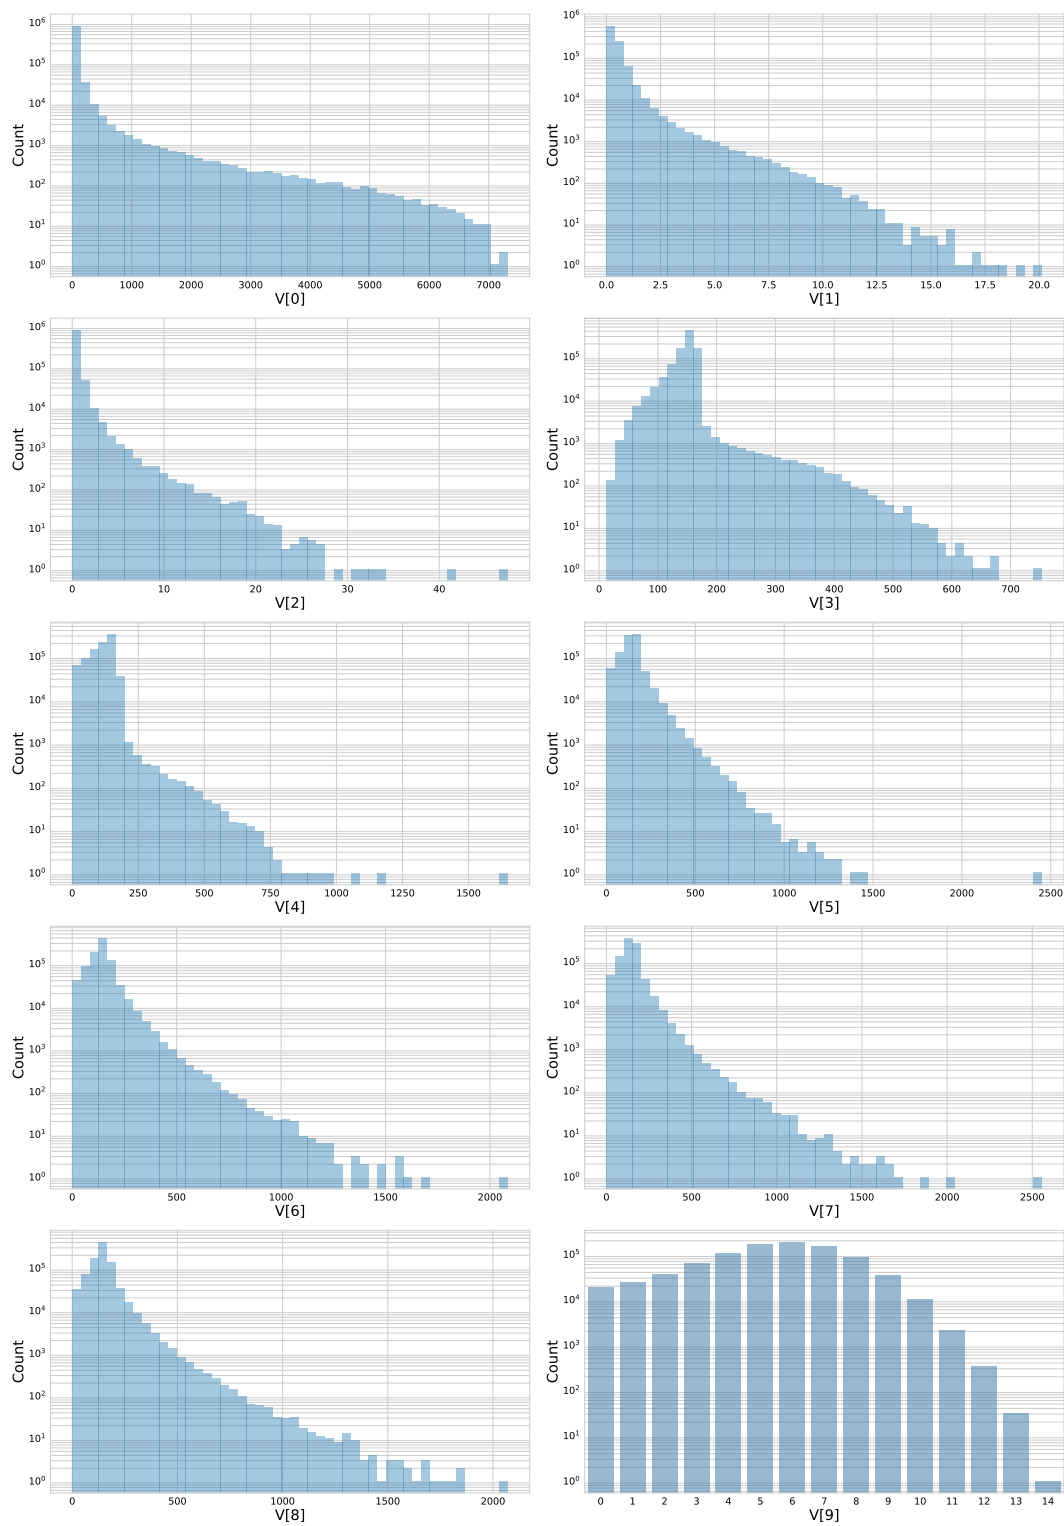 10⁶ 10⁵ 10⁴ 10³ 10² 10¹ 10⁰
Count
0 1000 2000 3000 4000 5000 6000 7000
V[0]
10⁶ 10⁵ 10⁴ 10³ 10² 10¹ 10⁰
Count
0.0 2.5 5.0 7.5 10.0 12.5 15.0 17.5 20.0
V[1]
10⁶ 10⁵ 10⁴ 10³ 10² 10¹ 10⁰
Count
0 10 20 30 40
V[2]
10⁵ 10⁴ 10³ 10² 10¹ 10⁰
Count
0 100 200 300 400 500 600 700
V[3]
10⁵ 10⁴ 10³ 10² 10¹ 10⁰
Count
0 250 500 750 1000 1250 1500
V[4]
10⁵ 10⁴ 10³ 10² 10¹ 10⁰
Count
0 500 1000 1500 2000 2500
V[5]
10⁵ 10⁴ 10³ 10² 10¹ 10⁰
Count
0 500 1000 1500 2000
V[6]
10⁵ 10⁴ 10³ 10² 10¹ 10⁰
Count
0 500 1000 1500 2000 2500
V[7]
10⁵ 10⁴ 10³ 10² 10¹ 10⁰
Count
0 500 1000 1500 2000
V[8]
10⁵ 10⁴ 10³ 10² 10¹ 10⁰
Count
0 1 2 3 4 5 6 7 8 9 10 11 12 13 14
V[9]